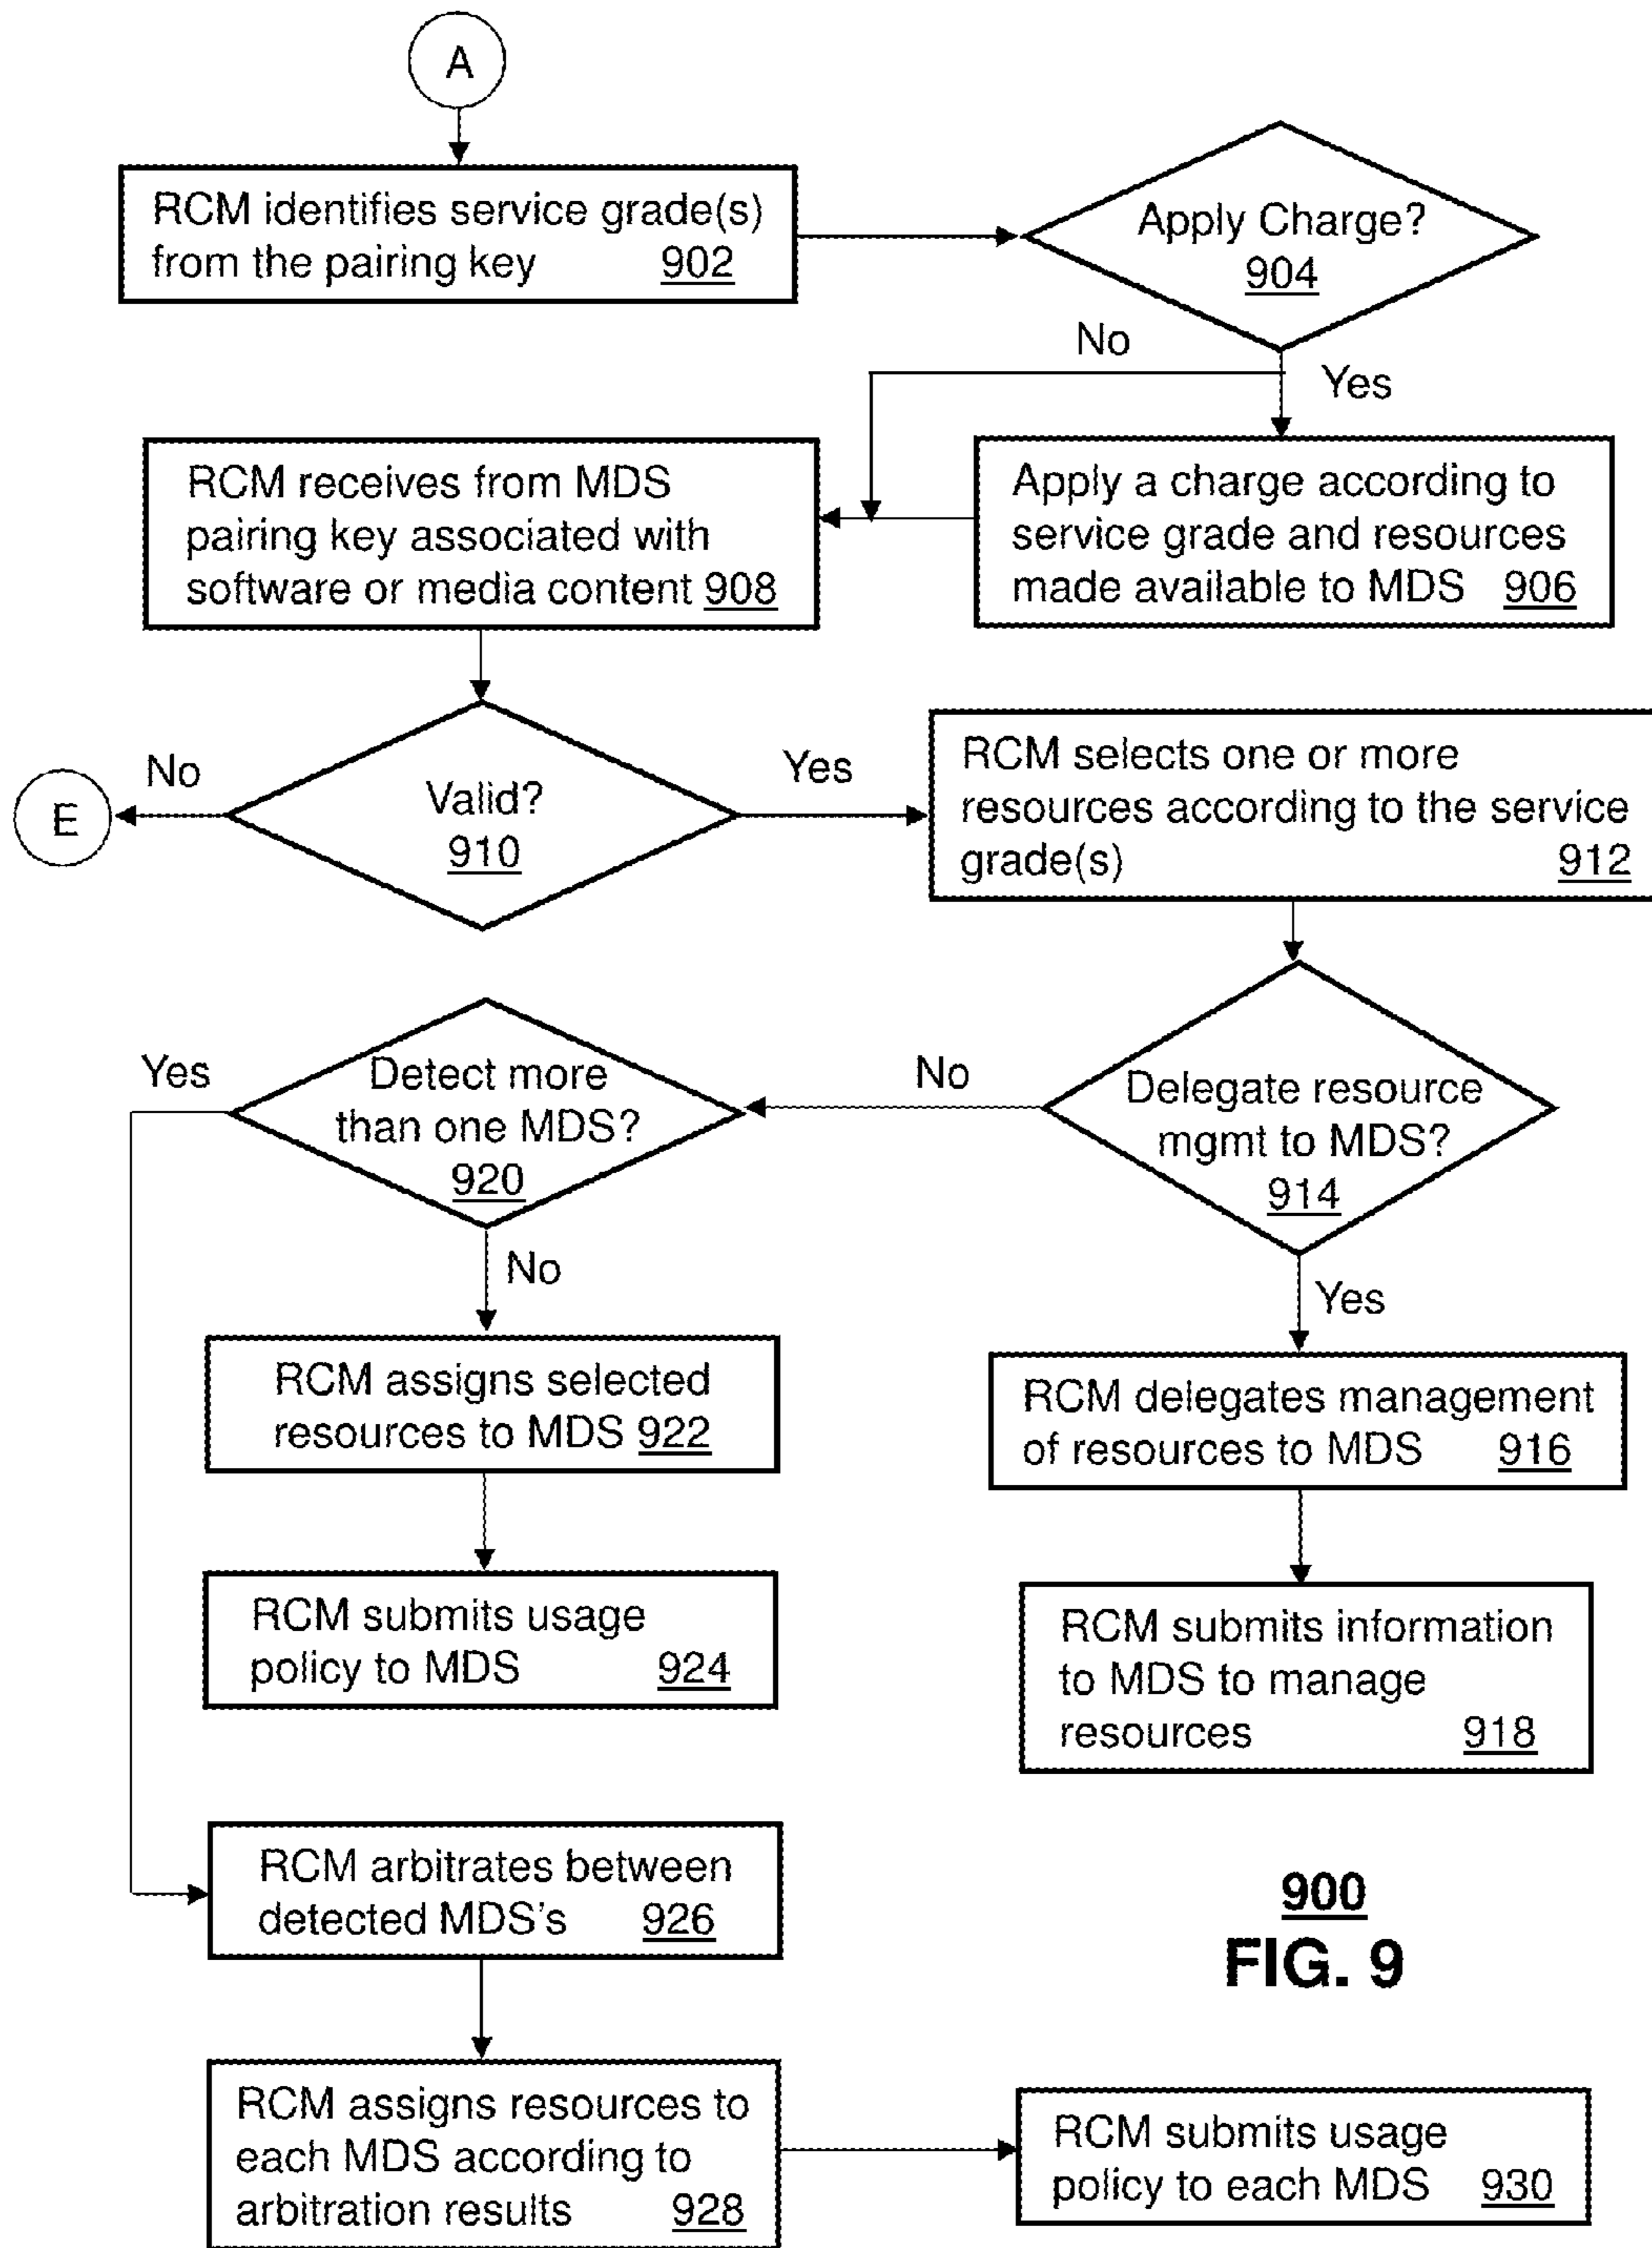 A
RCM identifies service grade(s)
from the pairing key 902
Apply Charge?
904
No
Yes
RCM receives from MDS
pairing key associated with
software or media content 908
Apply a charge according to
service grade and resources
made available to MDS 906
No
E
Valid?
910
Yes
RCM selects one or more
resources according to the service
grade(s) 912
Yes
Detect more
than one MDS?
920
No
Delegate resource
mgmt to MDS?
914
No
Yes
RCM assigns selected
resources to MDS 922
RCM delegates management
of resources to MDS 916
RCM submits usage
policy to MDS 924
RCM submits information
to MDS to manage
resources 918
RCM arbitrates between
detected MDS's 926
900
FIG. 9
RCM assigns resources to
each MDS according to
arbitration results 928
RCM submits usage
policy to each MDS 930